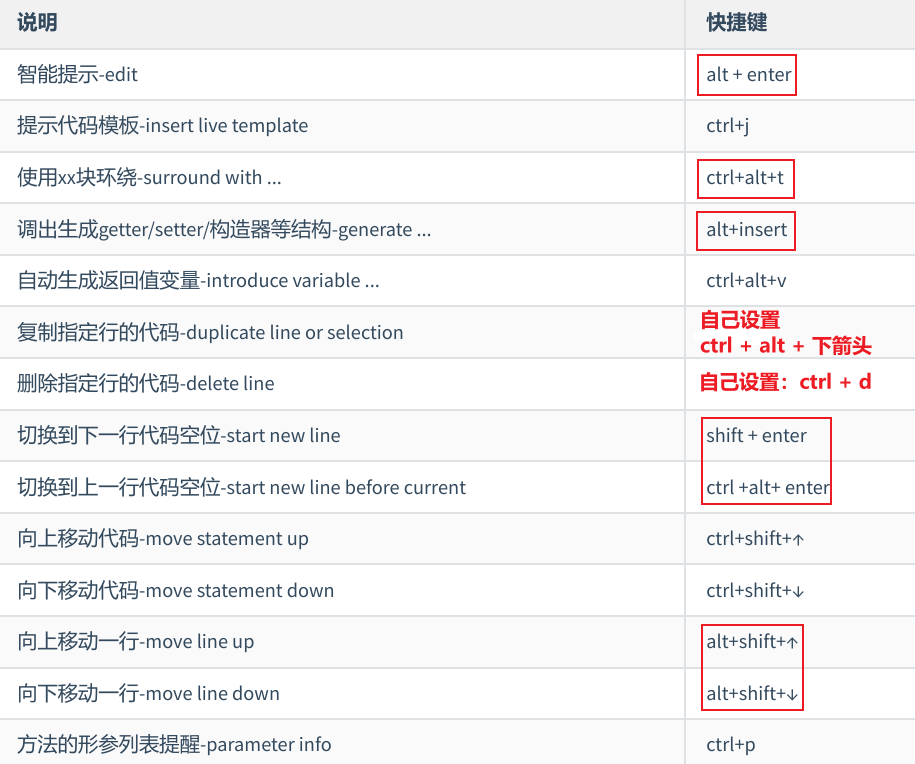 说明 快捷键
智能提示-edit alt + enter
提示代码模板-insert live template ctrl+j
使用xx块环绕-surround with ... ctrl+alt+t
调出生成getter/setter/构造器等结构-generate ... alt+insert
自动生成返回值变量-introduce variable ... ctrl+alt+v
复制指定行的代码-duplicate line or selection 自己设置
ctrl + alt + 下箭头
删除指定行的代码-delete line 自己设置：ctrl + d
切换到下一行代码空位-start new line shift + enter
切换到上一行代码空位-start new line before current ctrl +alt+ enter
向上移动代码-move statement up ctrl+shift+↑
向下移动代码-move statement down ctrl+shift+↓
向上移动一行-move line up alt+shift+↑
向下移动一行-move line down alt+shift+↓
方法的形参列表提醒-parameter info ctrl+p